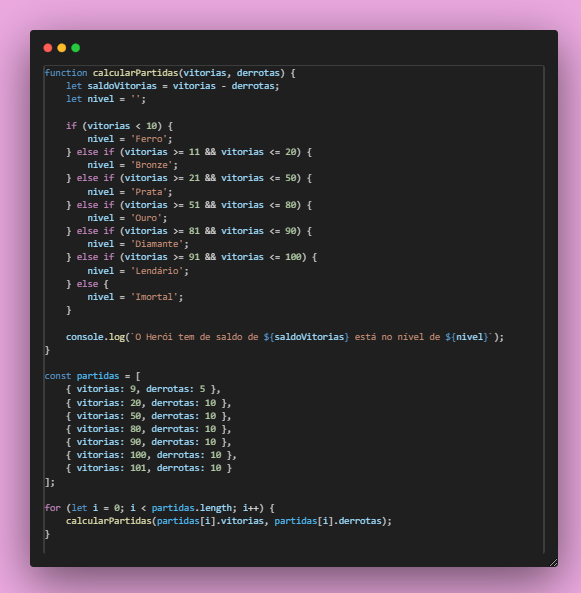 function calcularPartidas(vitorias, derrotas) {
    let saldoVitorias = vitorias - derrotas;
    let nivel = '';

    if (vitorias < 10) {
        nivel = 'Ferro';
    } else if (vitorias >= 11 && vitorias <= 20) {
        nivel = 'Bronze';
    } else if (vitorias >= 21 && vitorias <= 50) {
        nivel = 'Prata';
    } else if (vitorias >= 51 && vitorias <= 80) {
        nivel = 'Ouro';
    } else if (vitorias >= 81 && vitorias <= 90) {
        nivel = 'Diamante';
    } else if (vitorias >= 91 && vitorias <= 100) {
        nivel = 'Lendário';
    } else {
        nivel = 'Imortal';
    }

    console.log(`O Herói tem de saldo de ${saldoVitorias} está no nível de ${nivel}`);
}

const partidas = [
    { vitorias: 9, derrotas: 5 },
    { vitorias: 20, derrotas: 10 },
    { vitorias: 50, derrotas: 10 },
    { vitorias: 80, derrotas: 10 },
    { vitorias: 90, derrotas: 10 },
    { vitorias: 100, derrotas: 10 },
    { vitorias: 101, derrotas: 10 }
];

for (let i = 0; i < partidas.length; i++) {
    calcularPartidas(partidas[i].vitorias, partidas[i].derrotas);
}